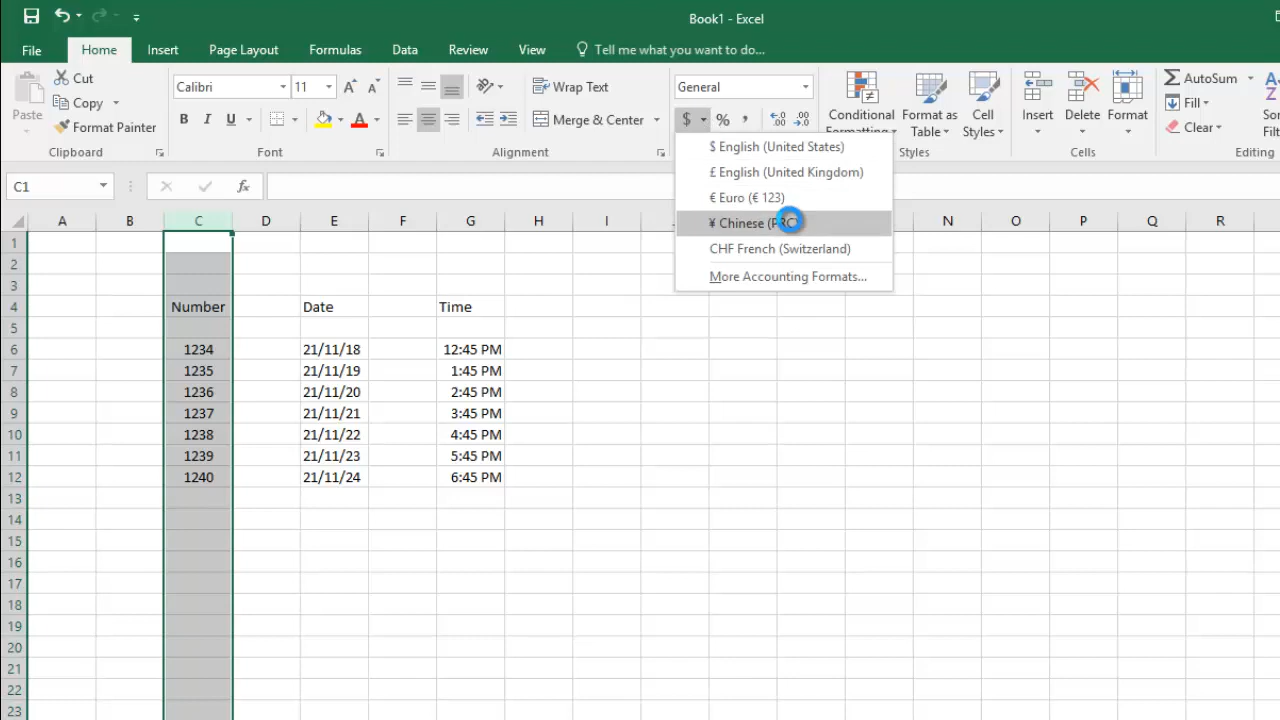 Book1 - Excel
File Home Insert Page Layout Formulas Data Review View Tell me what you want to do...
Paste
Cut
Copy
Format Painter
Clipboard
Calibri 11
B I U
Font
Wrap Text
Merge & Center
Alignment
General
$ % ,
Conditional
Formatting
Format as
Table
Cell
Styles
Styles
Insert Delete Format
Cells
AutoSum
Fill
Clear
Editing
$ English (United States)
£ English (United Kingdom)
€ Euro (€ 123)
¥ Chinese (PRC)
CHF French (Switzerland)
More Accounting Formats...
C1 fx
A B C D E F G H I N O P Q R
1
2
3
4 Number Date Time
5
6 1234 21/11/18 12:45 PM
7 1235 21/11/19 1:45 PM
8 1236 21/11/20 2:45 PM
9 1237 21/11/21 3:45 PM
10 1238 21/11/22 4:45 PM
11 1239 21/11/23 5:45 PM
12 1240 21/11/24 6:45 PM
13
14
15
16
17
18
19
20
21
22
23